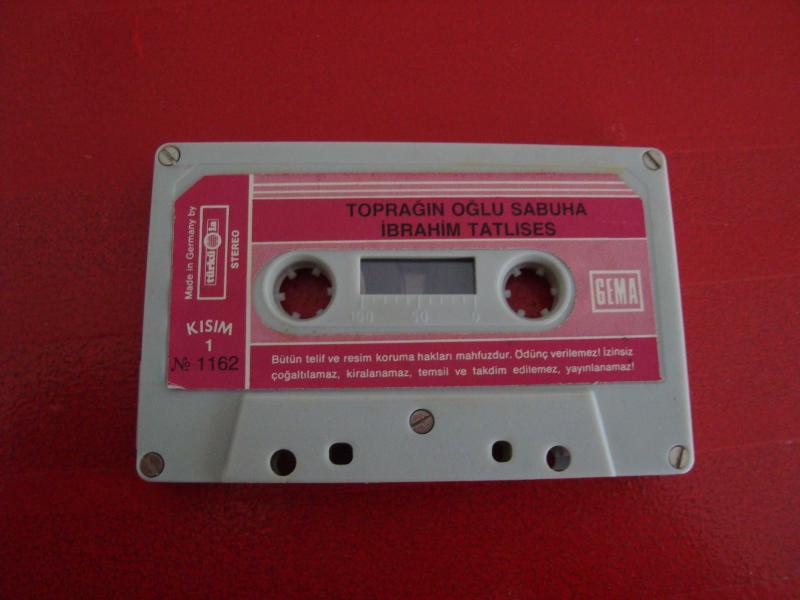 TOPRAĞIN OĞLU SABUHA
İBRAHİM TATLISES
Made in Germany by
türküola
STEREO
GEMA
100 50 0
KISIM
1
№ 1162
Bütün telif ve resim koruma hakları mahfuzdur. Ödünç verilemez! İzinsiz
çoğaltılamaz, kiralanamaz, temsil ve takdim edilemez, yayınlanamaz!